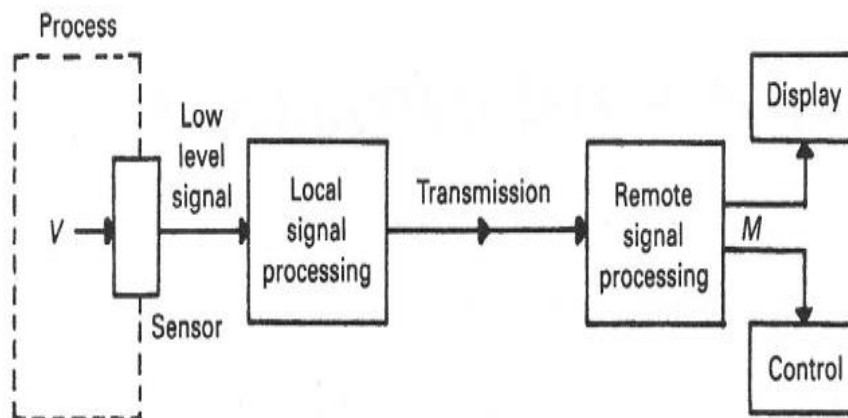 Process
Low
level
signal
V
Sensor
Local
signal
processing
Transmission
Remote
signal
processing
M
Display
Control